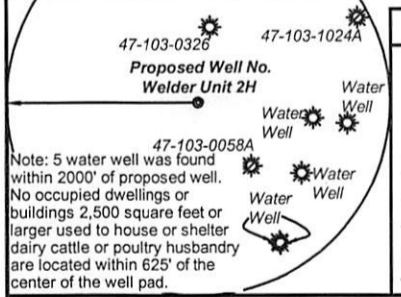 47-103-0326
47-103-1024A
Proposed Well No.
Welder Unit 2H
Water
Well
Water
Well
47-103-0058A
Note: 5 water well was found
within 2000' of proposed well.
No occupied dwellings or
buildings 2,500 square feet or
larger used to house or shelter
dairy cattle or poultry husbandry
are located within 625' of the
center of the well pad.
Water
Well
Water
Well